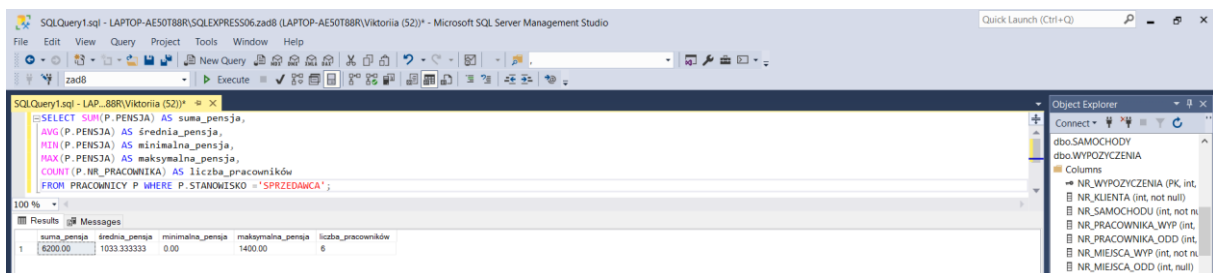 SQLQuery1.sql - LAPTOP-AE50T88R\SQLEXPRESS06.zad8 (LAPTOP-AE50T88R\Viktoriia (52))* - Microsoft SQL Server Management Studio
Quick Launch (Ctrl+Q)
File Edit View Query Project Tools Window Help
New Query
zad8
Execute
SQLQuery1.sql - LAP...88R\Viktoriia (52))*
SELECT SUM(P.PENSJA) AS suma_pensja,
AVG(P.PENSJA) AS średnia_pensja,
MIN(P.PENSJA) AS minimalna_pensja,
MAX(P.PENSJA) AS maksymalna_pensja,
COUNT(P.NR_PRACOWNIKA) AS liczba_pracowników
FROM PRACOWNICY P WHERE P.STANOWISKO ='SPRZEDAWCA';
100 %
Results Messages
suma_pensja średnia_pensja minimalna_pensja maksymalna_pensja liczba_pracowników
1 6200.00 1033.333333 0.00 1400.00 6
Object Explorer
Connect
dbo.SAMOCHODY
dbo.WYPOZYCZENIA
Columns
NR_WYPOZYCZENIA (PK, int,
NR_KLIENTA (int, not null)
NR_SAMOCHODU (int, not nu
NR_PRACOWNIKA_WYP (int,
NR_PRACOWNIKA_ODD (int,
NR_MIEJSCA_WYP (int, not nu
NR_MIEJSCA_ODD (int, null)